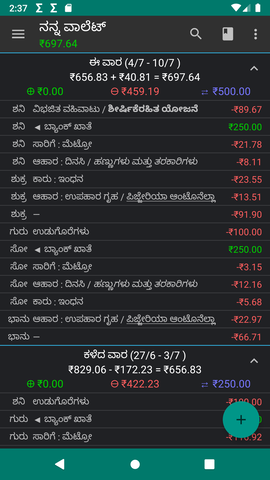 2:37
ನನ್ನ ವಾಲೆಟ್
₹697.64
ಈ ವಾರ (4/7 - 10/7 )
₹656.83 + ₹40.81 = ₹697.64
₹0.00 ₹459.19 ₹500.00
ಶನಿ ವಿಭಜಿತ ವಹಿವಾಟು / ಶೀರ್ಷಿಕೆರಹಿತ ಯೋಜನೆ -₹89.67
ಶನಿ ◄ ಬ್ಯಾಂಕ್ ಖಾತೆ ₹250.00
ಶನಿ ಸಾರಿಗೆ : ಮೆಟ್ರೋ -₹21.78
ಶನಿ ಆಹಾರ : ದಿನಸಿ / ಹಣ್ಣುಗಳು ಮತ್ತು ತರಕಾರಿಗಳು -₹8.11
ಶುಕ್ರ ಕಾರು : ಇಂಧನ -₹23.55
ಶುಕ್ರ ಆಹಾರ : ಉಪಹಾರ ಗೃಹ / ಪಿಜ್ಜೇರಿಯಾ ಆಂಟೊನೆಲ್ಲಾ -₹13.51
ಶುಕ್ರ — -₹91.90
ಗುರು ಉಡುಗೊರೆಗಳು -₹100.00
ಸೋಮ ◄ ಬ್ಯಾಂಕ್ ಖಾತೆ ₹250.00
ಸೋಮ ಸಾರಿಗೆ : ಮೆಟ್ರೋ -₹3.15
ಸೋಮ ಆಹಾರ : ದಿನಸಿ / ಹಣ್ಣುಗಳು ಮತ್ತು ತರಕಾರಿಗಳು -₹12.16
ಸೋಮ ಕಾರು : ಇಂಧನ -₹5.68
ಭಾನು ಆಹಾರ : ಉಪಹಾರ ಗೃಹ / ಪಿಜ್ಜೇರಿಯಾ ಆಂಟೊನೆಲ್ಲಾ -₹22.97
ಭಾನು — -₹66.71
ಕಳೆದ ವಾರ (27/6 - 3/7 )
₹829.06 - ₹172.23 = ₹656.83
₹0.00 ₹422.23 ₹250.00
ಶನಿ ಉಡುಗೊರೆಗಳು
ಗುರು ◄ ಬ್ಯಾಂಕ್ ಖಾತೆ
ಗುರು ಸಾರಿಗೆ : ಮೆಟ್ರೋ